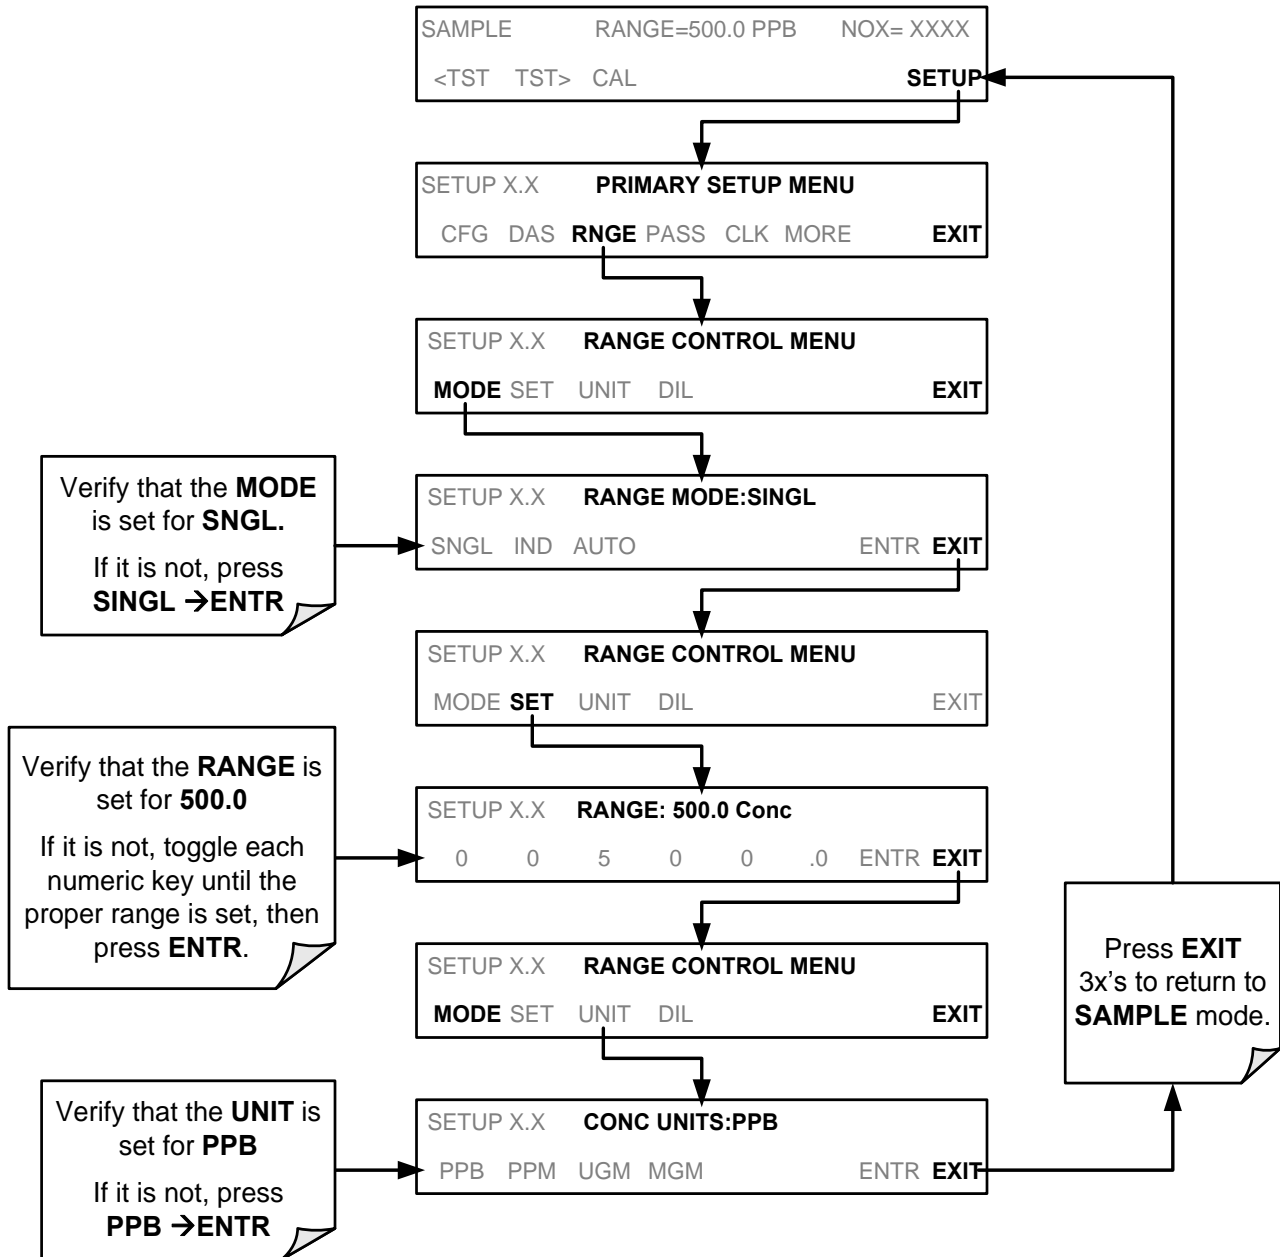 SAMPLE RANGE=500.0 PPB NOX= XXXX
<TST TST> CAL SETUP
SETUP X.X PRIMARY SETUP MENU
CFG DAS RNGE PASS CLK MORE EXIT
SETUP X.X RANGE CONTROL MENU
MODE SET UNIT DIL EXIT
Verify that the MODE
is set for SNGL.
If it is not, press
SINGL →ENTR
SETUP X.X RANGE MODE:SINGL
SNGL IND AUTO ENTR EXIT
SETUP X.X RANGE CONTROL MENU
MODE SET UNIT DIL EXIT
Verify that the RANGE is
set for 500.0
If it is not, toggle each
numeric key until the
proper range is set, then
press ENTR.
SETUP X.X RANGE: 500.0 Conc
0 0 5 0 0 .0 ENTR EXIT
SETUP X.X RANGE CONTROL MENU
MODE SET UNIT DIL EXIT
Verify that the UNIT is
set for PPB
If it is not, press
PPB →ENTR
SETUP X.X CONC UNITS:PPB
PPB PPM UGM MGM ENTR EXIT
Press EXIT
3x's to return to
SAMPLE mode.